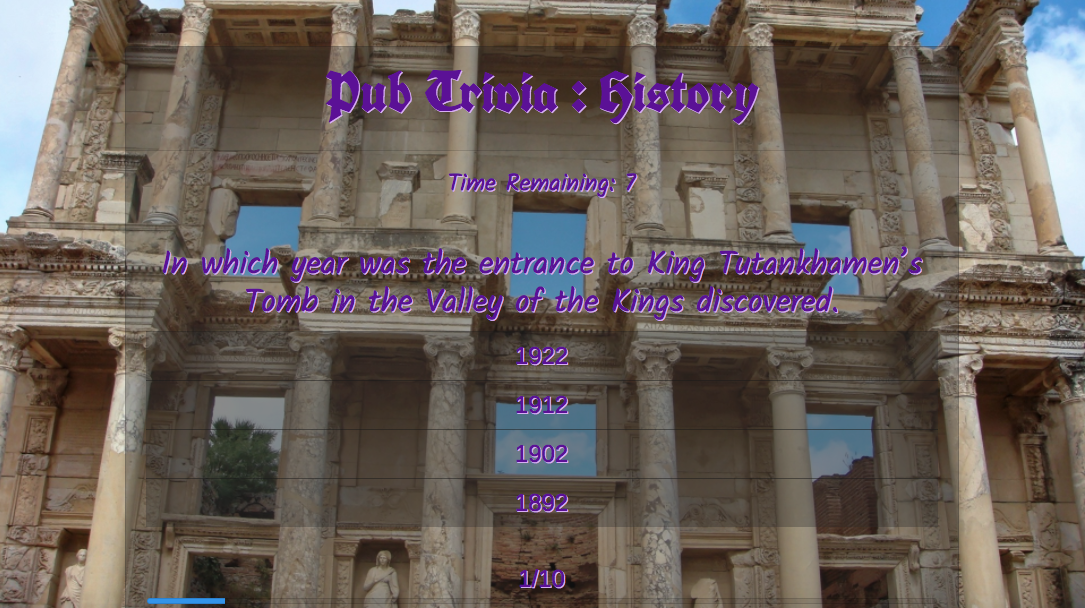 Pub Trivia : History
Time Remaining: 7
In which year was the entrance to King Tutankhamen’s
Tomb in the Valley of the Kings discovered.
1922
1912
1902
1892
1/10